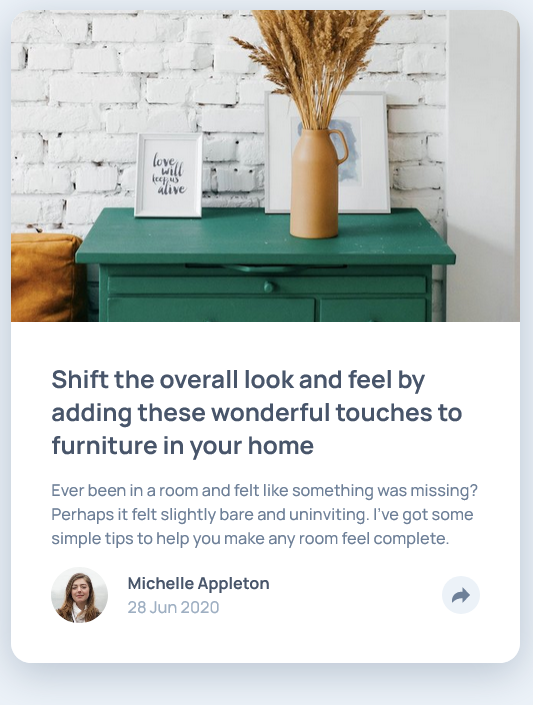 love
will
keep us
alive
Shift the overall look and feel by
adding these wonderful touches to
furniture in your home
Ever been in a room and felt like something was missing?
Perhaps it felt slightly bare and uninviting. I've got some
simple tips to help you make any room feel complete.
Michelle Appleton
28 Jun 2020